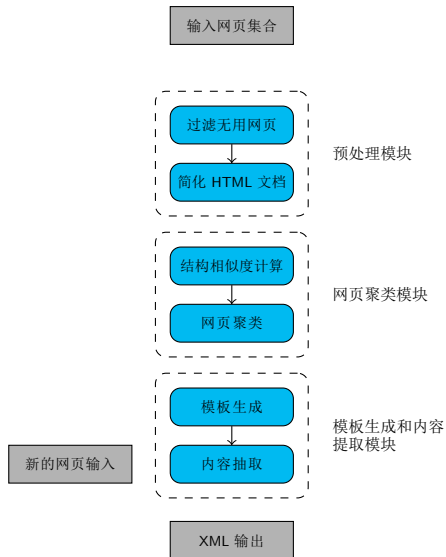 输入网页集合
过滤无用网页
简化 HTML 文档
预处理模块
结构相似度计算
网页聚类
网页聚类模块
模板生成
内容抽取
模板生成和内容
提取模块
新的网页输入
XML 输出